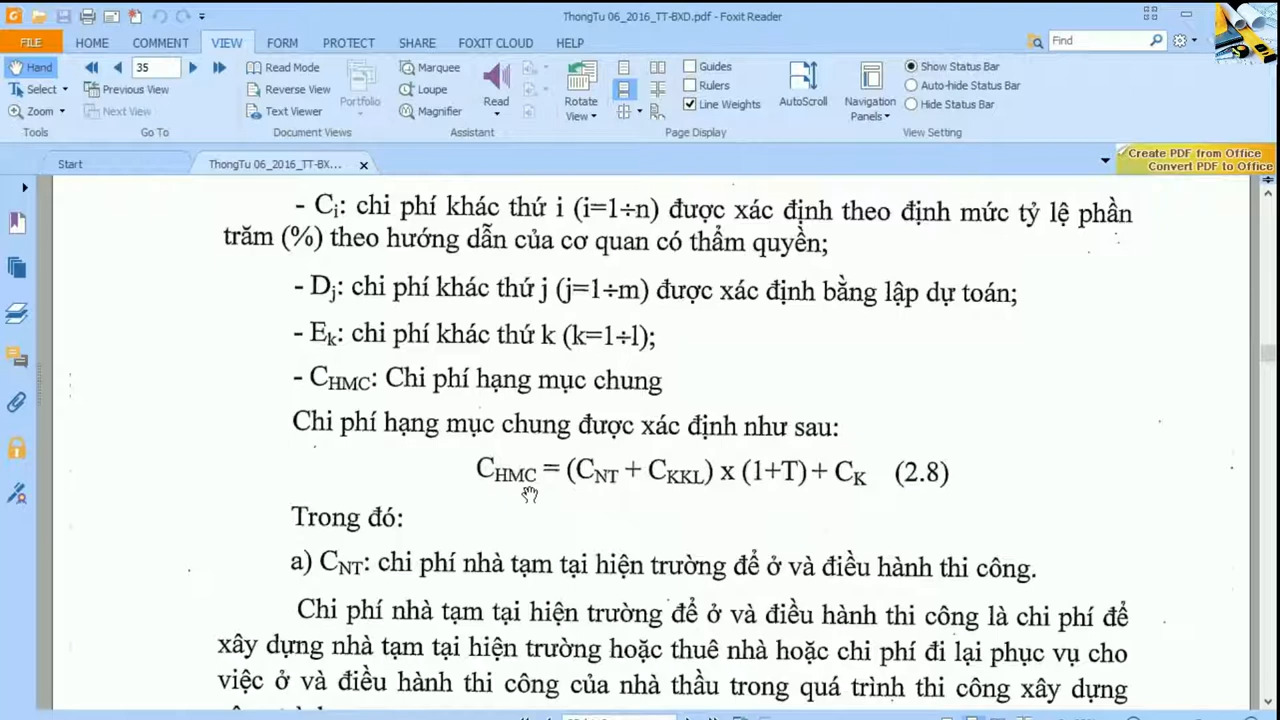 ThongTu 06_2016_TT-BXD.pdf - Foxit Reader
FILE HOME COMMENT VIEW FORM PROTECT SHARE FOXIT CLOUD HELP Find
Hand 35 Read Mode Marquee Guides Show Status Bar
Select Previous View Reverse View Portfolio Loupe Read Rotate View Rulers AutoScroll Navigation Panels Auto-hide Status Bar
Zoom Next View Text Viewer Magnifier Line Weights Hide Status Bar
Tools Go To Document Views Assistant Page Display View Setting
Start ThongTu 06_2016_TT-BX... Create PDF from Office
Convert PDF to Office
- Ci: chi phí khác thứ i (i=1÷n) được xác định theo định mức tỷ lệ phần
trăm (%) theo hướng dẫn của cơ quan có thẩm quyền;
- Dj: chi phí khác thứ j (j=1÷m) được xác định bằng lập dự toán;
- Ek: chi phí khác thứ k (k=1÷l);
- CHMC: Chi phí hạng mục chung
Chi phí hạng mục chung được xác định như sau:
CHMC = (CNT + CKKL) x (1+T) + CK (2.8)
Trong đó:
a) CNT: chi phí nhà tạm tại hiện trường để ở và điều hành thi công.
Chi phí nhà tạm tại hiện trường để ở và điều hành thi công là chi phí để
xây dựng nhà tạm tại hiện trường hoặc thuê nhà hoặc chi phí đi lại phục vụ cho
việc ở và điều hành thi công của nhà thầu trong quá trình thi công xây dựng